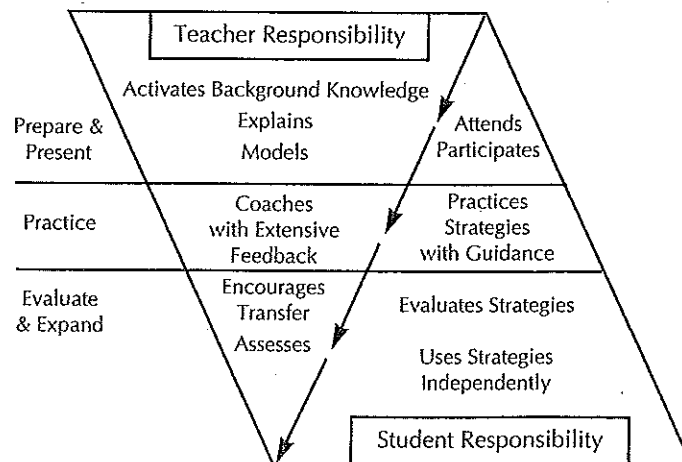 Teacher Responsibility
Activates Background Knowledge
Explains
Models
Prepare &
Present
Attends
Participates
Practice
Coaches
with Extensive
Feedback
Practices
Strategies
with Guidance
Evaluate
& Expand
Encourages
Transfer
Assesses
Evaluates Strategies
Uses Strategies
Independently
Student Responsibility